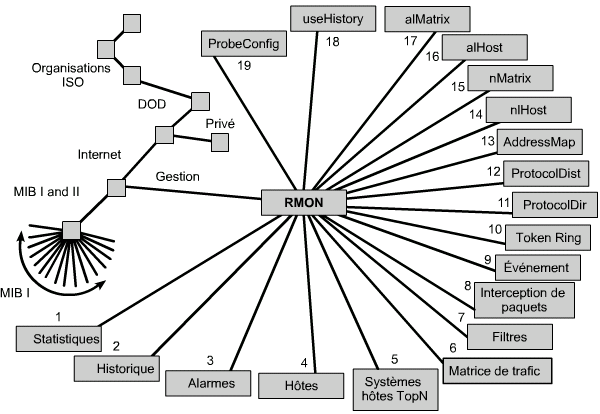 useHistory
18
alMatrix
17
ProbeConfig
19
alHost
16
Organisations
ISO
nMatrix
15
DOD
nlHost
14
Privé
AddressMap
13
Internet
Gestion
ProtocolDist
12
MIB I and II
RMON
ProtocolDir
11
Token Ring
10
Événement
9
MIB I
Interception de
paquets
8
1
Statistiques
Filtres
7
2
Historique
3
Alarmes
4
Hôtes
5
Systèmes
hôtes TopN
6
Matrice de trafic